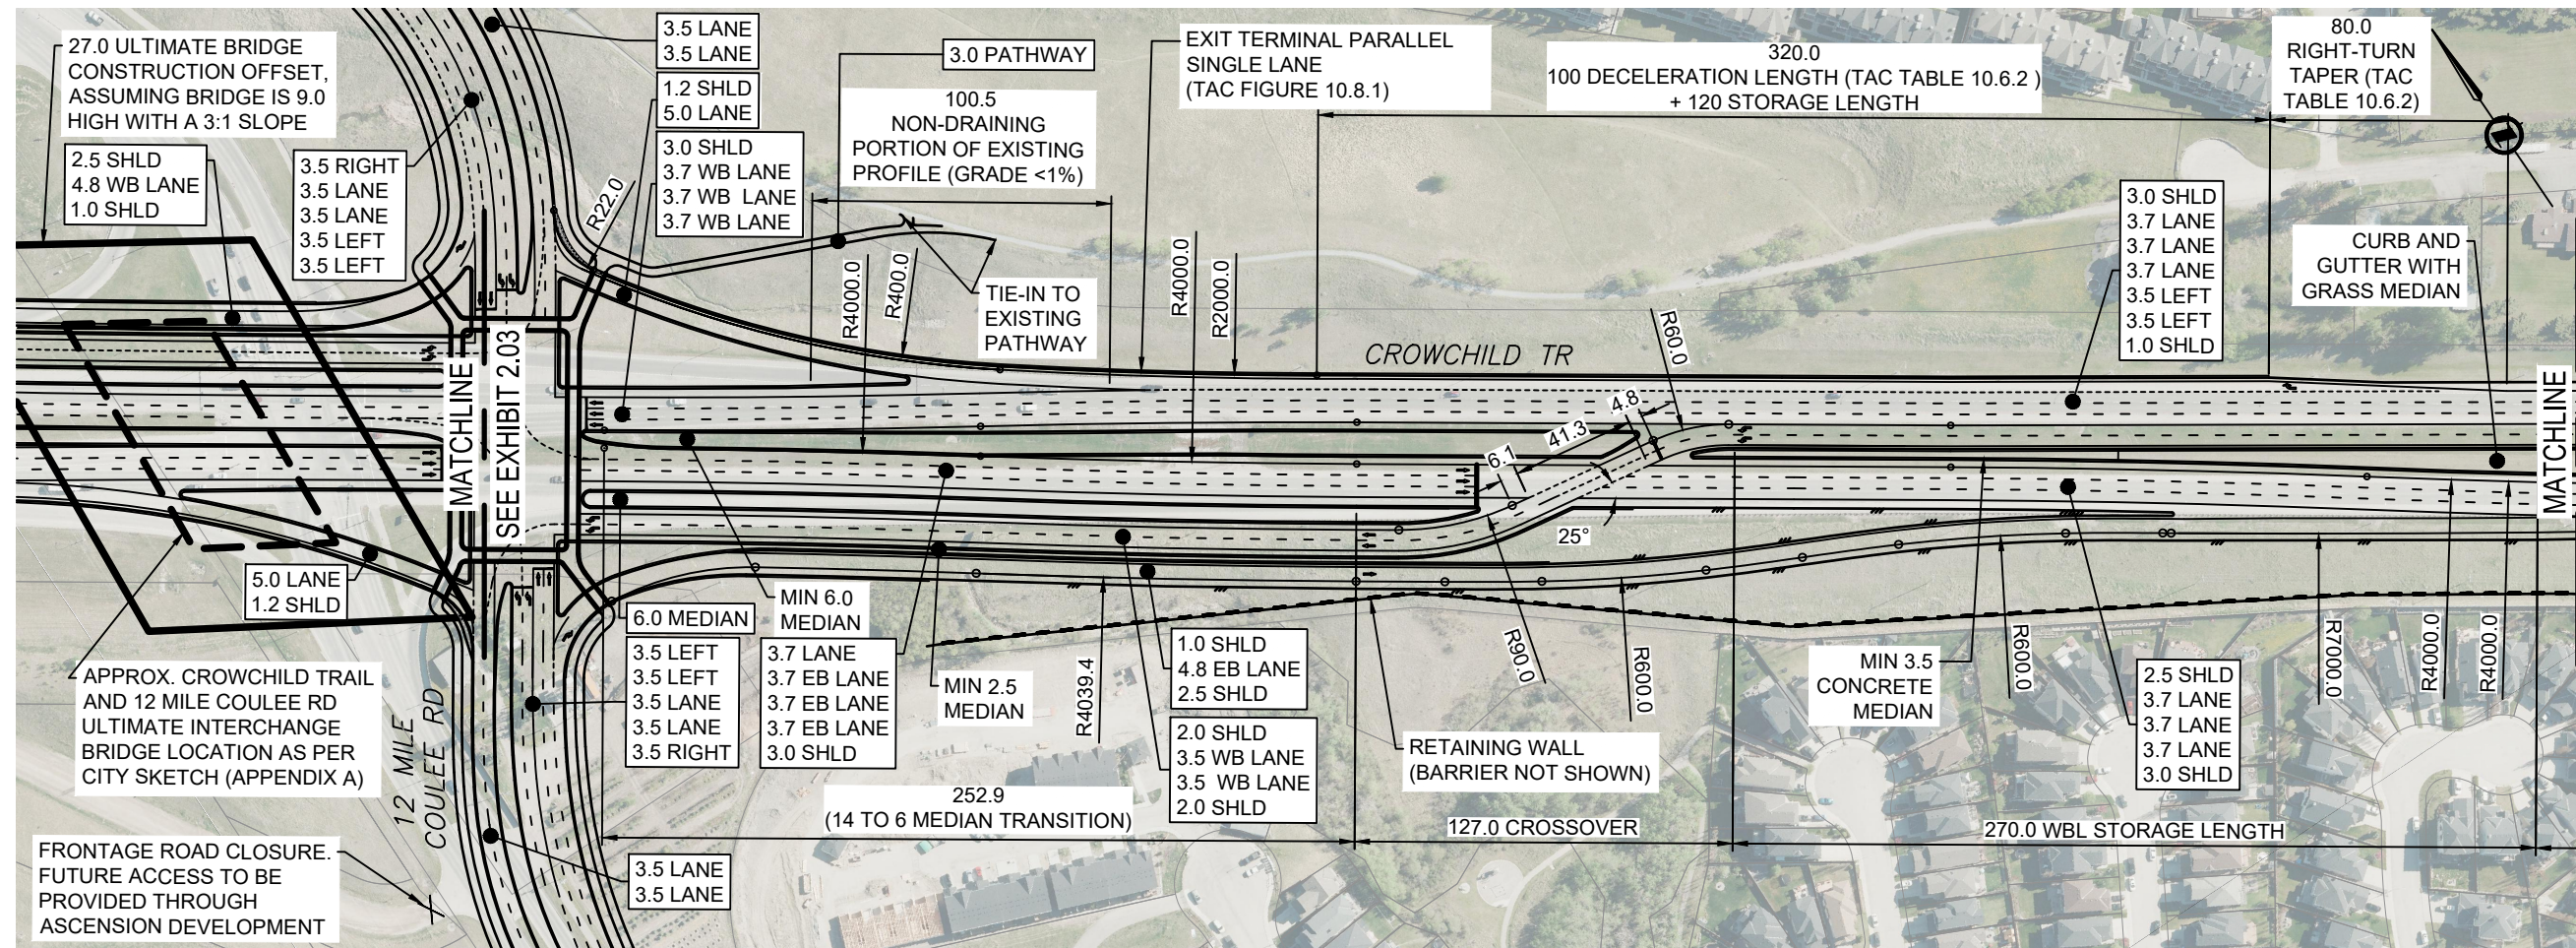 27.0 ULTIMATE BRIDGE
CONSTRUCTION OFFSET,
ASSUMING BRIDGE IS 9.0
HIGH WITH A 3:1 SLOPE
2.5 SHLD
4.8 WB LANE
1.0 SHLD
3.5 RIGHT
3.5 LANE
3.5 LANE
3.5 LEFT
3.5 LEFT
3.5 LANE
3.5 LANE
1.2 SHLD
5.0 LANE
3.0 SHLD
3.7 WB LANE
3.7 WB LANE
3.7 WB LANE
R22.0
3.0 PATHWAY
100.5
NON-DRAINING
PORTION OF EXISTING
PROFILE (GRADE <1%)
EXIT TERMINAL PARALLEL
SINGLE LANE
(TAC FIGURE 10.8.1)
320.0
100 DECELERATION LENGTH (TAC TABLE 10.6.2 )
+ 120 STORAGE LENGTH
80.0
RIGHT-TURN
TAPER (TAC
TABLE 10.6.2)
3.0 SHLD
3.7 LANE
3.7 LANE
3.7 LANE
3.5 LEFT
3.5 LEFT
1.0 SHLD
CURB AND
GUTTER WITH
GRASS MEDIAN
R4000.0
R400.0
TIE-IN TO
EXISTING
PATHWAY
R4000.0
R2000.0
CROWCHILD TR
R60.0
4.8
41.3
6.1
25°
MATCHLINE
SEE EXHIBIT 2.03
MATCHLINE
5.0 LANE
1.2 SHLD
APPROX. CROWCHILD TRAIL
AND 12 MILE COULEE RD
ULTIMATE INTERCHANGE
BRIDGE LOCATION AS PER
CITY SKETCH (APPENDIX A)
12 MILE
COULEE RD
FRONTAGE ROAD CLOSURE.
FUTURE ACCESS TO BE
PROVIDED THROUGH
ASCENSION DEVELOPMENT
6.0 MEDIAN
3.5 LEFT
3.5 LEFT
3.5 LANE
3.5 LANE
3.5 RIGHT
MIN 6.0
MEDIAN
3.7 LANE
3.7 EB LANE
3.7 EB LANE
3.7 EB LANE
3.0 SHLD
MIN 2.5
MEDIAN
R4039.4
1.0 SHLD
4.8 EB LANE
2.5 SHLD
2.0 SHLD
3.5 WB LANE
3.5 WB LANE
2.0 SHLD
252.9
(14 TO 6 MEDIAN TRANSITION)
3.5 LANE
3.5 LANE
RETAINING WALL
(BARRIER NOT SHOWN)
R90.0
R600.0
127.0 CROSSOVER
MIN 3.5
CONCRETE
MEDIAN
R600.0
2.5 SHLD
3.7 LANE
3.7 LANE
3.7 LANE
3.0 SHLD
R7000.0
R4000.0
R4000.0
270.0 WBL STORAGE LENGTH